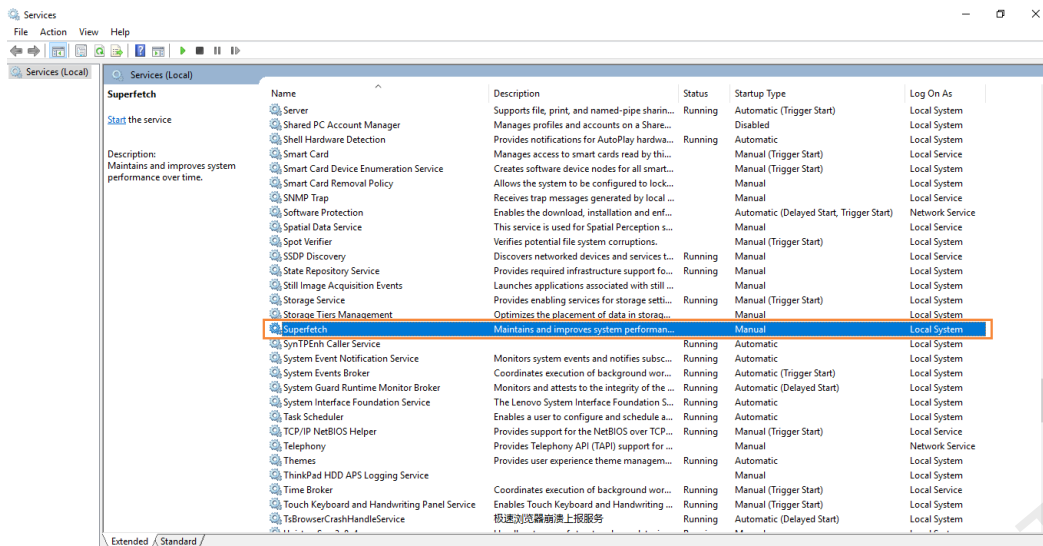 Services
File Action View Help
Services (Local)
Services (Local)
Superfetch
Start the service
Description:
Maintains and improves system
performance over time.
Name Description Status Startup Type Log On As
Server Supports file, print, and named-pipe sharin... Running Automatic (Trigger Start) Local System
Shared PC Account Manager Manages profiles and accounts on a Share... Disabled Local System
Shell Hardware Detection Provides notifications for AutoPlay hardwa... Running Automatic Local System
Smart Card Manages access to smart cards read by thi... Manual (Trigger Start) Local Service
Smart Card Device Enumeration Service Creates software device nodes for all smart... Manual (Trigger Start) Local System
Smart Card Removal Policy Allows the system to be configured to lock... Manual Local System
SNMP Trap Receives trap messages generated by local ... Manual Local Service
Software Protection Enables the download, installation and enf... Automatic (Delayed Start, Trigger Start) Network Service
Spatial Data Service This service is used for Spatial Perception s... Manual Local Service
Spot Verifier Verifies potential file system corruptions. Manual (Trigger Start) Local System
SSDP Discovery Discovers networked devices and services t... Running Manual Local Service
State Repository Service Provides required infrastructure support fo... Running Manual Local System
Still Image Acquisition Events Launches applications associated with still ... Manual Local System
Storage Service Provides enabling services for storage setti... Running Manual (Trigger Start) Local System
Storage Tiers Management Optimizes the placement of data in storag... Manual Local System
Superfetch Maintains and improves system performan... Manual Local System
SynTPEnh Caller Service Running Automatic Local System
System Event Notification Service Monitors system events and notifies subsc... Running Automatic Local System
System Events Broker Coordinates execution of background wor... Running Automatic (Trigger Start) Local System
System Guard Runtime Monitor Broker Monitors and attests to the integrity of the ... Running Automatic (Delayed Start) Local System
System Interface Foundation Service The Lenovo System Interface Foundation S... Running Automatic Local System
Task Scheduler Enables a user to configure and schedule a... Running Automatic Local System
TCP/IP NetBIOS Helper Provides support for the NetBIOS over TCP... Running Manual (Trigger Start) Local Service
Telephony Provides Telephony API (TAPI) support for ... Manual Network Service
Themes Provides user experience theme managem... Running Automatic Local System
ThinkPad HDD APS Logging Service Manual Local System
Time Broker Coordinates execution of background wor... Running Manual (Trigger Start) Local Service
Touch Keyboard and Handwriting Panel Service Enables Touch Keyboard and Handwriting ... Running Manual (Trigger Start) Local System
TsBrowserCrashHandleService 极速浏览器崩溃上报服务 Running Automatic (Delayed Start) Local System
Extended Standard